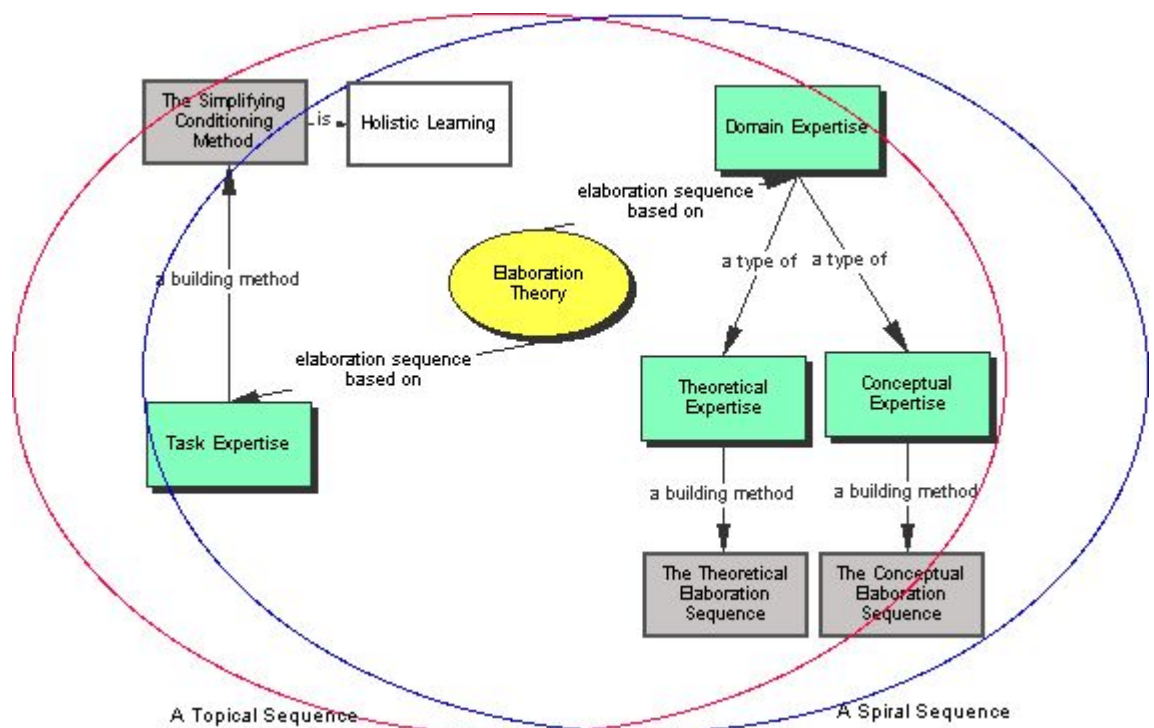 The Simplifying
Conditioning
Method
is
Holistic Learning
Domain Expertise
elaboration sequence
based on
Elaboration
Theory
a type of
a type of
a building method
elaboration sequence
based on
Task Expertise
Theoretical
Expertise
Conceptual
Expertise
a building method
a building method
The Theoretical
Elaboration
Sequence
The Conceptual
Elaboration
Sequence
A Topical Sequence
A Spiral Sequence